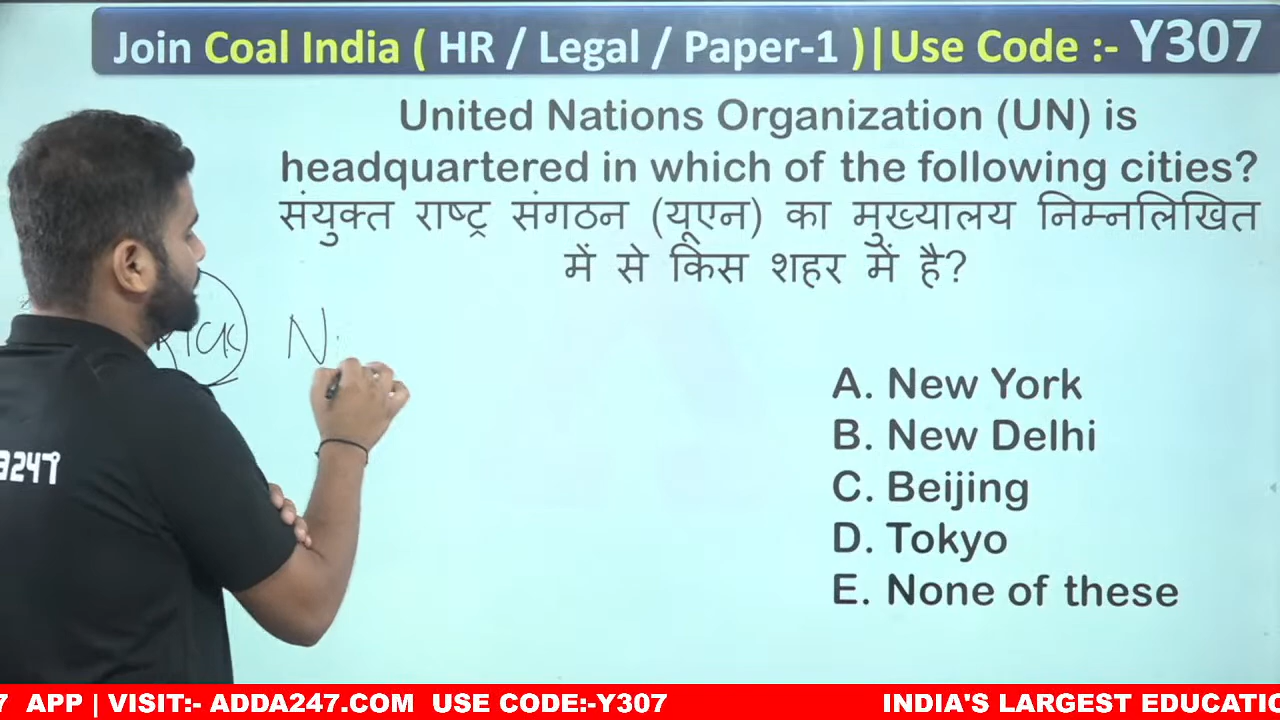 Join Coal India ( HR / Legal / Paper-1 )|Use Code :- Y307
United Nations Organization (UN) is
headquartered in which of the following cities?
संयुक्त राष्ट्र संगठन (यूएन) का मुख्यालय निम्नलिखित
में से किस शहर में है?
A. New York
B. New Delhi
C. Beijing
D. Tokyo
E. None of these
a247
7 APP | VISIT:- ADDA247.COM USE CODE:-Y307 INDIA'S LARGEST EDUCATIO